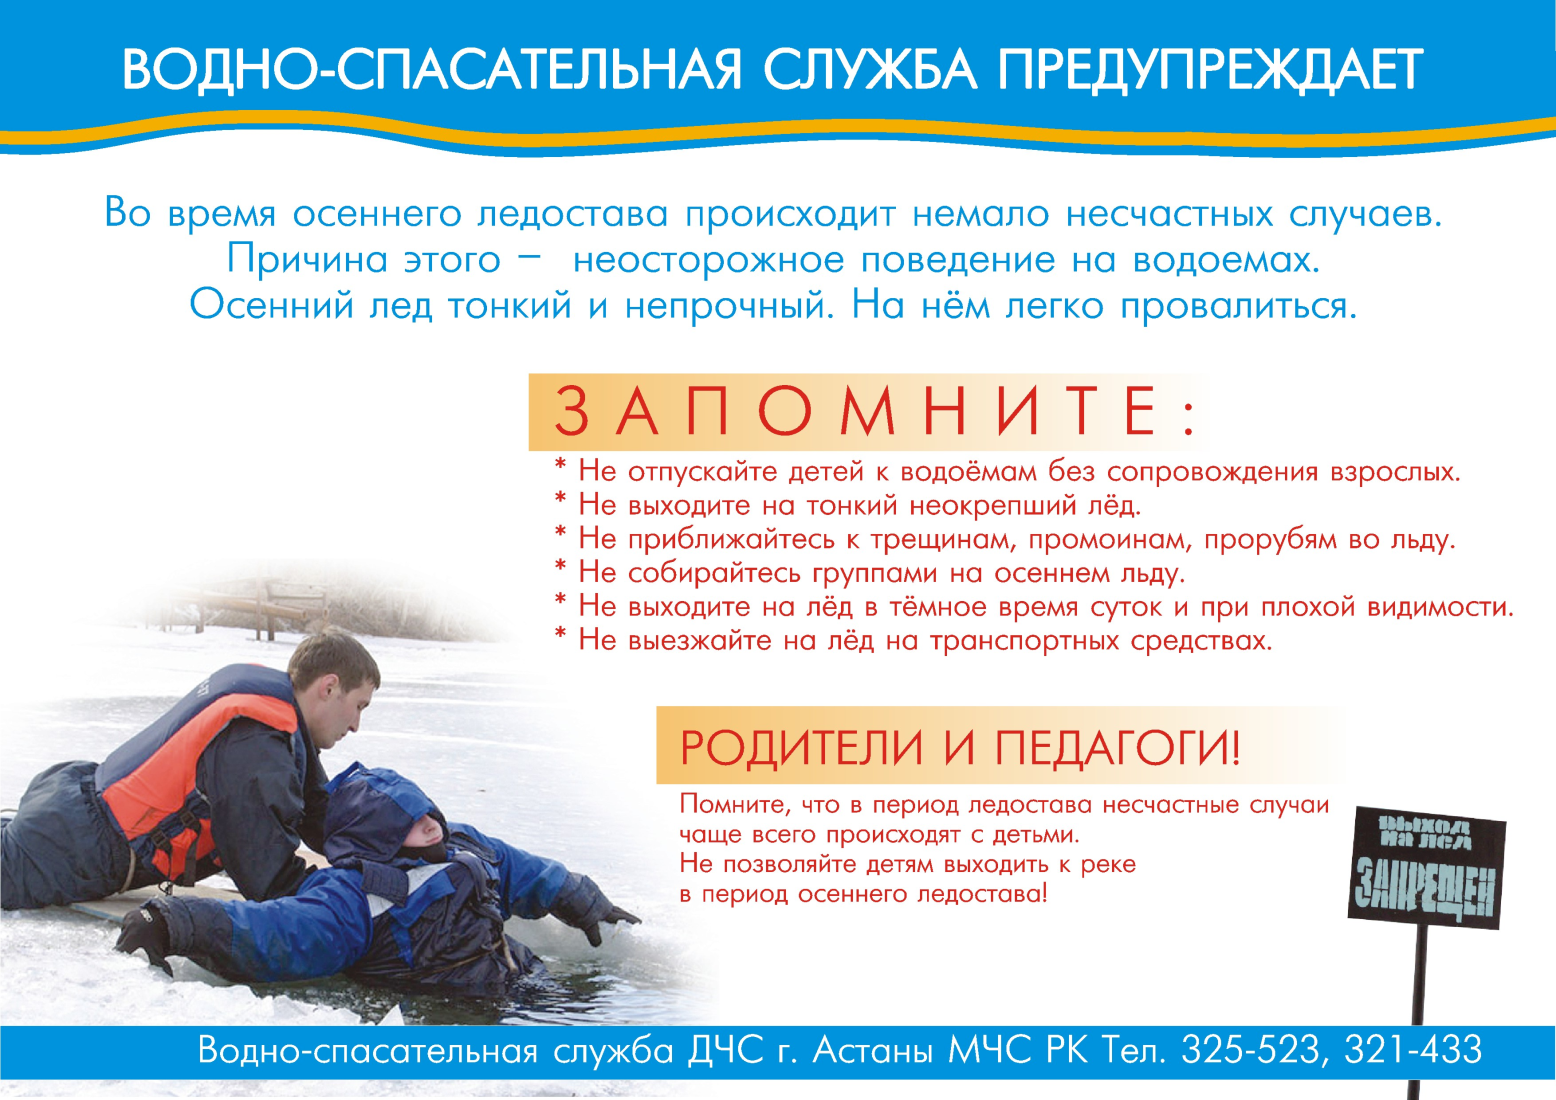 ВОДНО-СПАСАТЕЛЬНАЯ СЛУЖБА ПРЕДУПРЕЖДАЕТ
Во время осеннего ледостава происходит немало несчастных случаев.
Причина этого – неосторожное поведение на водоемах.
Осенний лед тонкий и непрочный. На нём легко провалиться.
ЗАПОМНИТЕ:
* Не отпускайте детей к водоёмам без сопровождения взрослых.
* Не выходите на тонкий неокрепший лёд.
* Не приближайтесь к трещинам, промоинам, прорубям во льду.
* Не собирайтесь группами на осеннем льду.
* Не выходите на лёд в тёмное время суток и при плохой видимости.
* Не выезжайте на лёд на транспортных средствах.
РОДИТЕЛИ И ПЕДАГОГИ!
Помните, что в период ледостава несчастные случаи
чаще всего происходят с детьми.
Не позволяйте детям выходить к реке
в период осеннего ледостава!
ВЫХОД
НА ЛЕД
ЗАПРЕЩЕН
Водно-спасательная служба ДЧС г. Астаны МЧС РК Тел. 325-523, 321-433